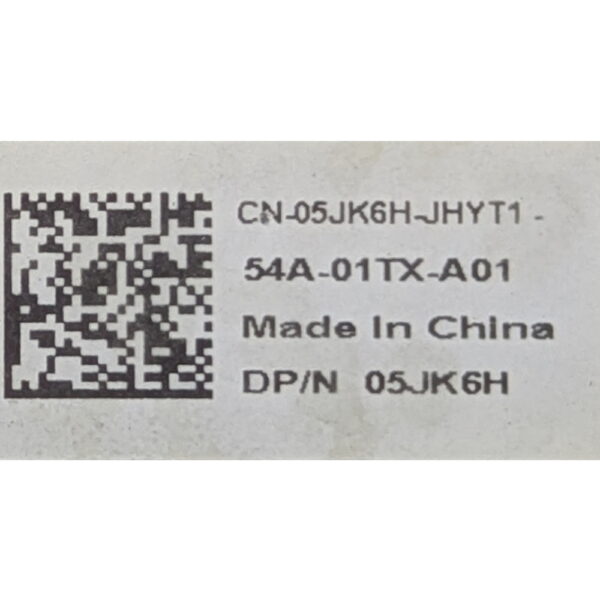 CN-05JK6H-JHYT1 -
54A-01TX-A01
Made In China
DP/N 05JK6H